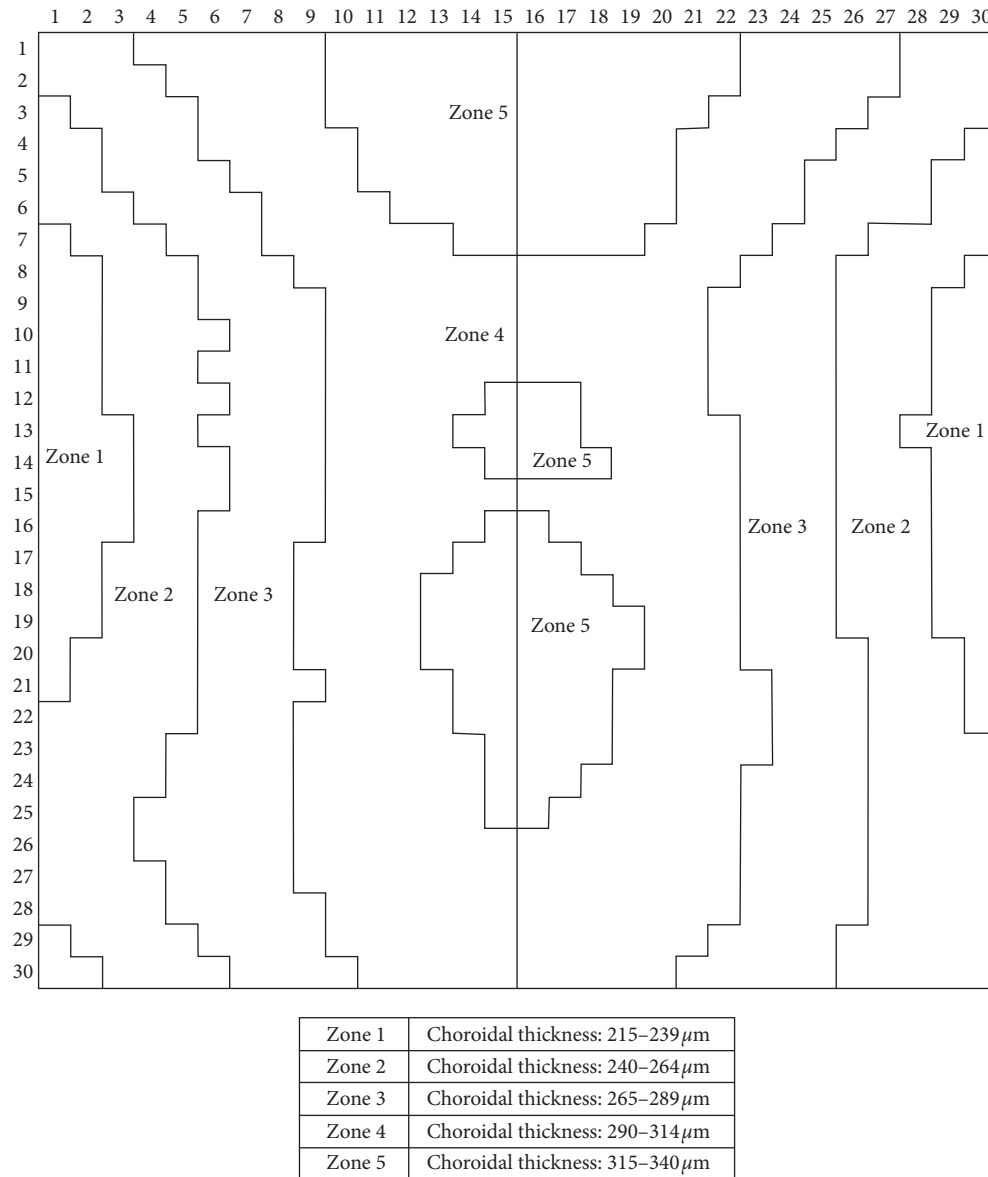 1 2 3 4 5 6 7 8 9 10 11 12 13 14 15 16 17 18 19 20 21 22 23 24 25 26 27 28 29 30
1
2
3 Zone 5
4
5
6
7
8
9
10 Zone 4
11
12
13 Zone 1
14 Zone 1 Zone 5
15
16 Zone 3 Zone 2
17
18 Zone 2 Zone 3
19 Zone 5
20
21
22
23
24
25
26
27
28
29
30
Zone 1 Choroidal thickness: 215–239 μm
Zone 2 Choroidal thickness: 240–264 μm
Zone 3 Choroidal thickness: 265–289 μm
Zone 4 Choroidal thickness: 290–314 μm
Zone 5 Choroidal thickness: 315–340 μm